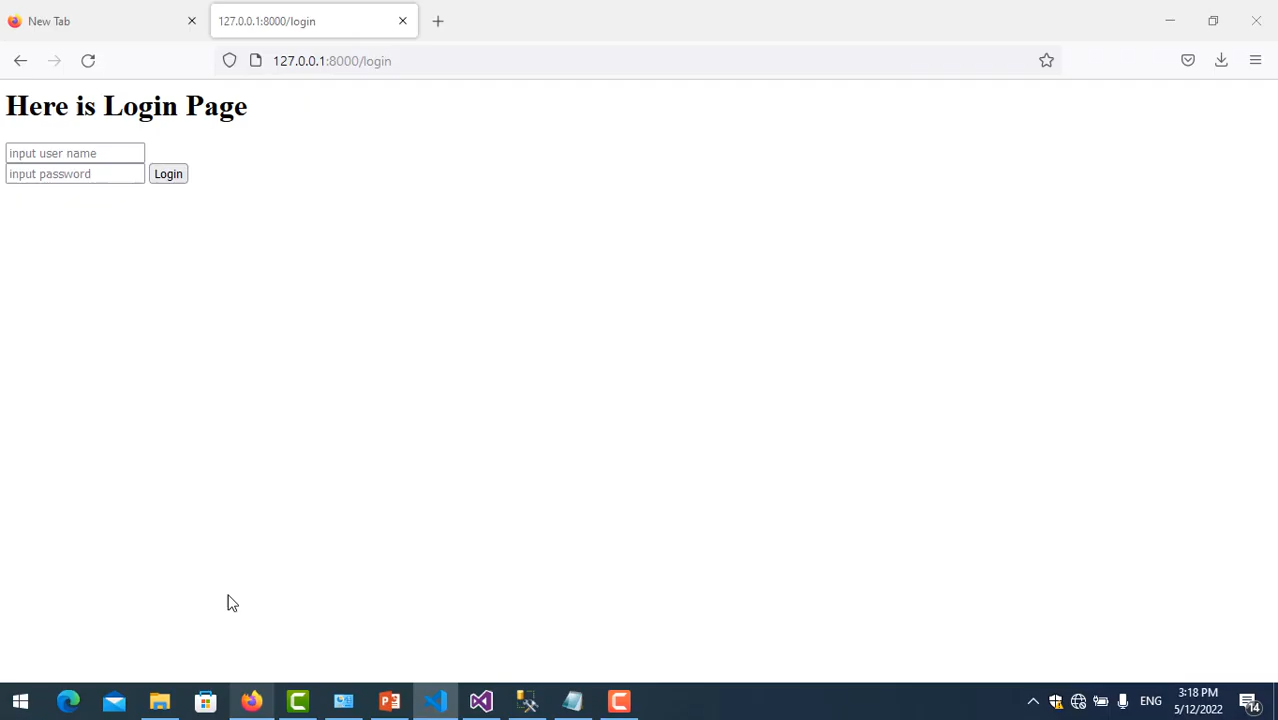 New Tab
127.0.0.1:8000/login
127.0.0.1:8000/login
Here is Login Page
input user name
input password
Login
ENG
3:18 PM
5/12/2022
14